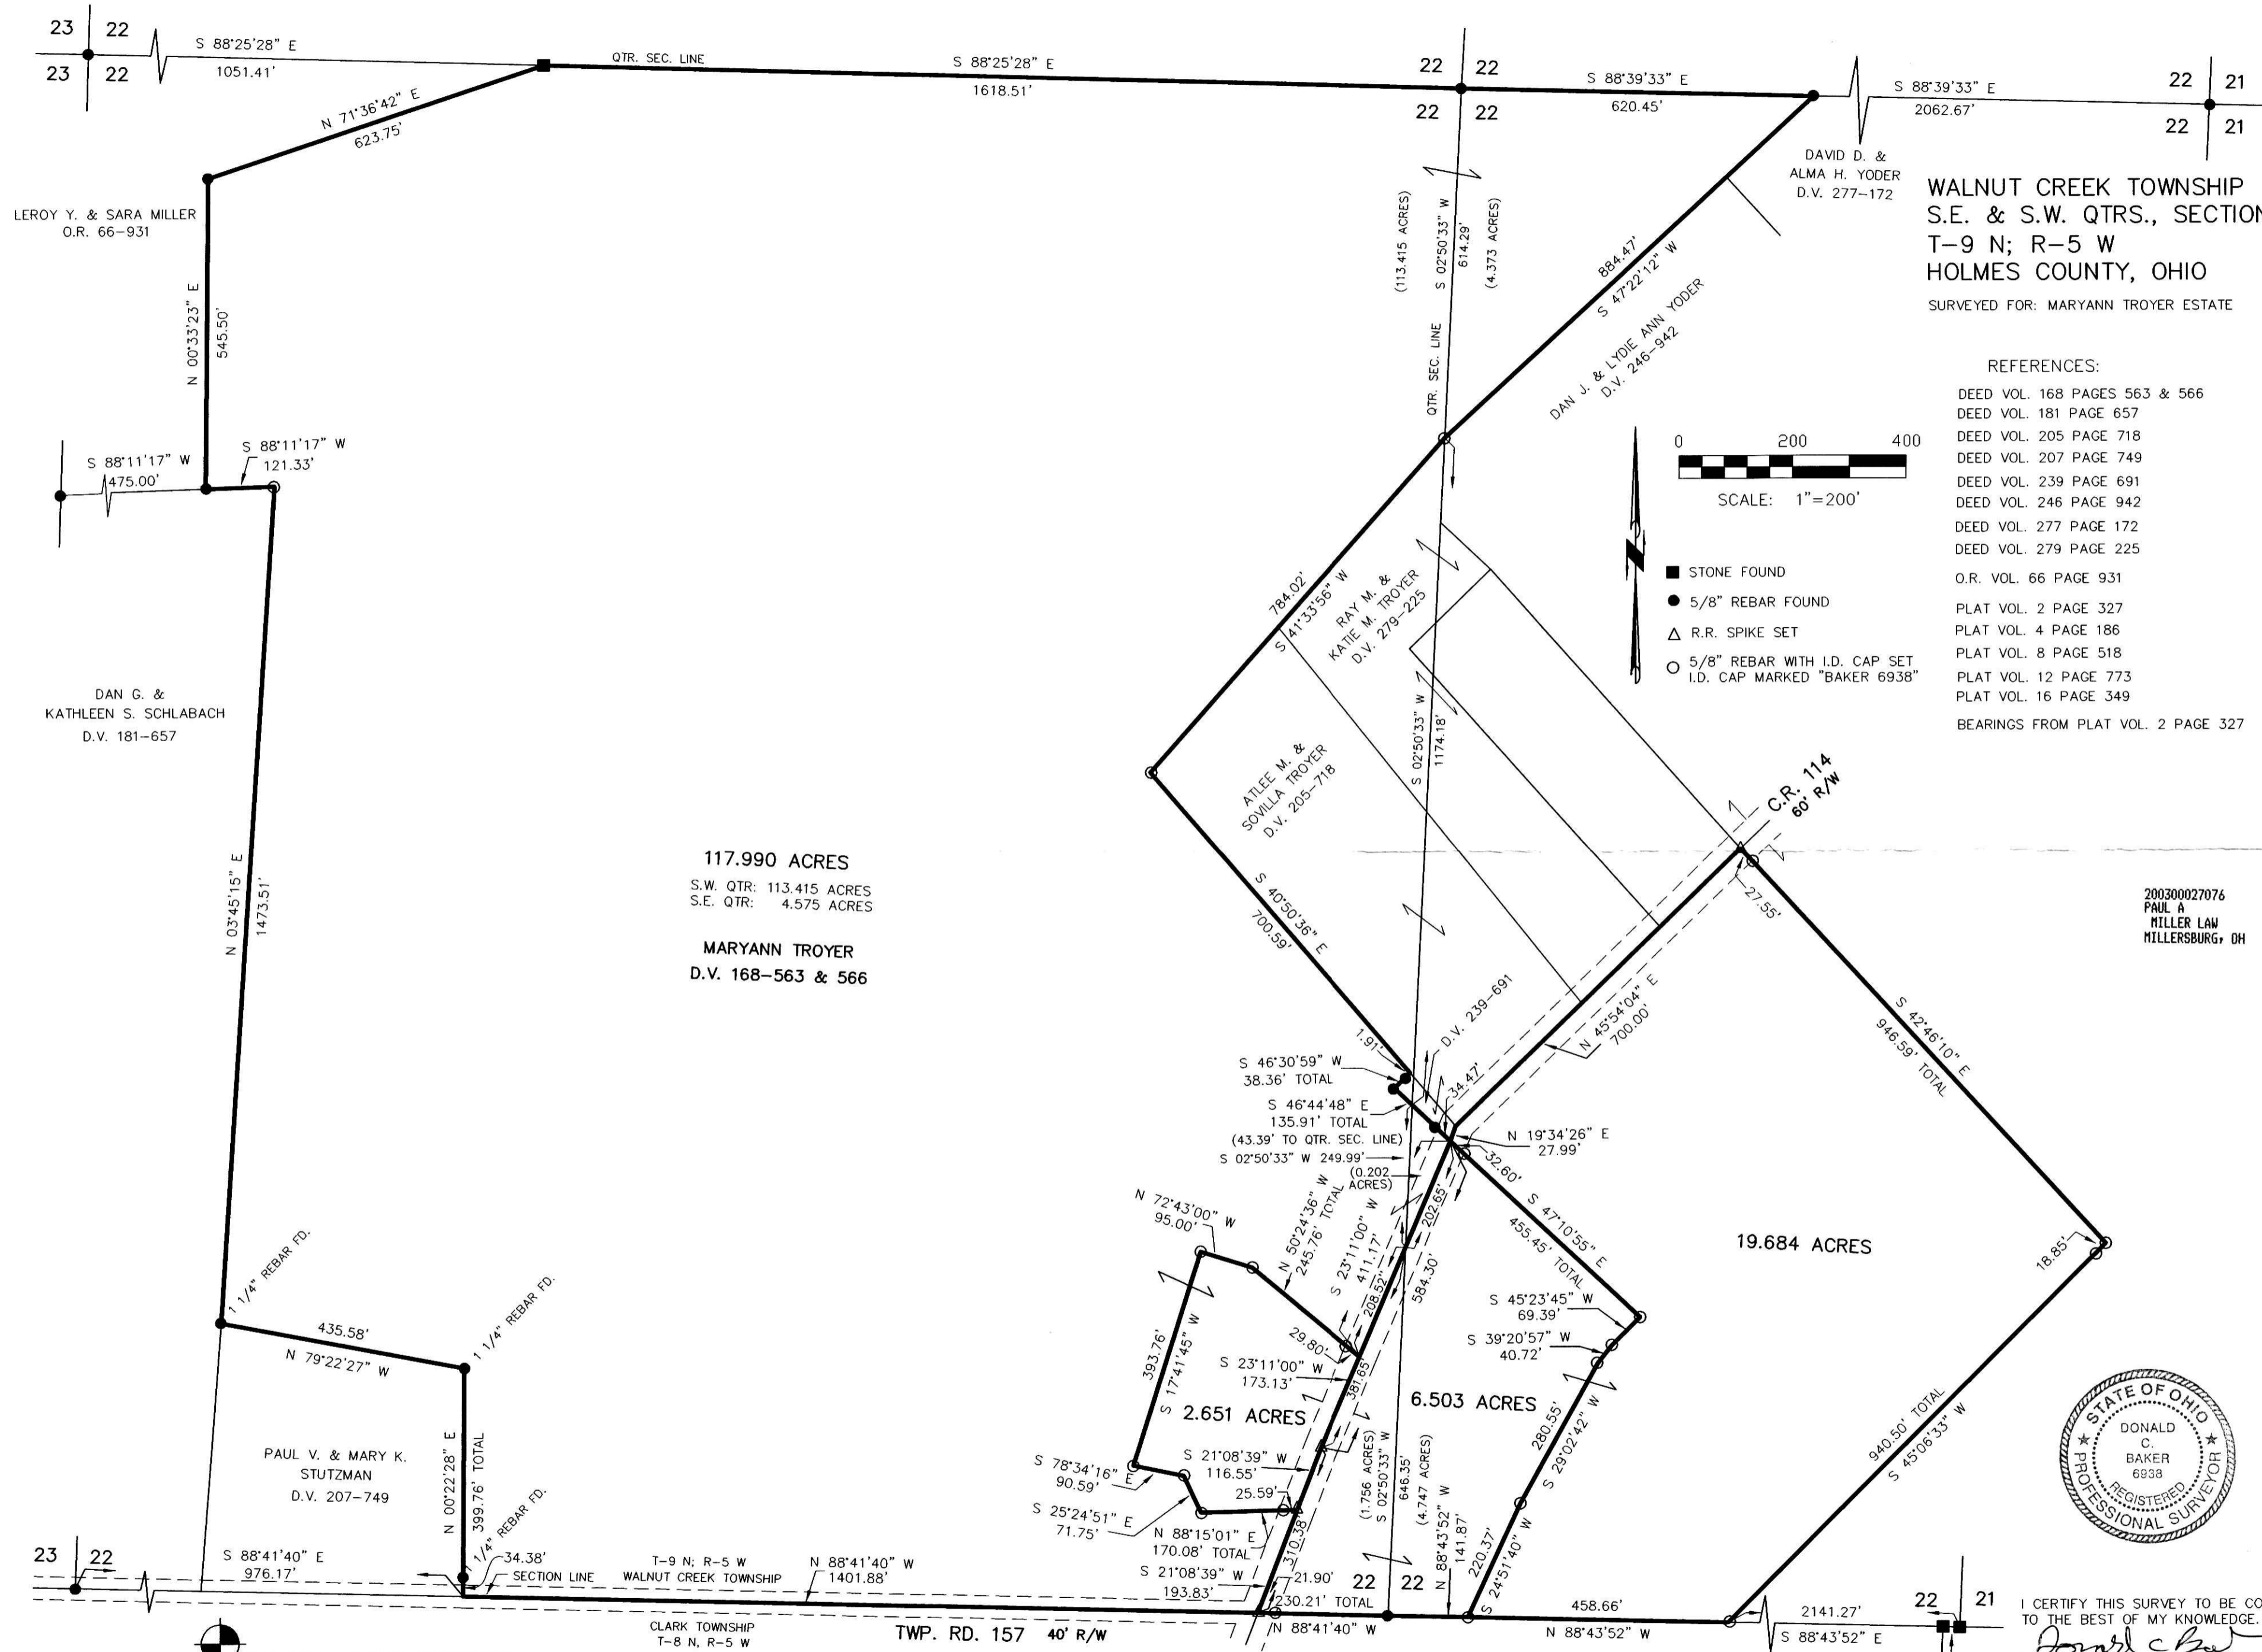 23 22
23 22
S 88°25'28" E
1051.41'
QTR. SEC. LINE
S 88°25'28" E
1618.51'
22 22
22 22
S 88°39'33" E
620.45'
S 88°39'33" E
2062.67'
22 21
22 21
N 71°36'42" E
623.75'
LEROY Y. & SARA MILLER
O.R. 66-931
N 00°33'23" E
545.50'
S 88°11'17" W
475.00'
S 88°11'17" W
121.33'
DAVID D. &
ALMA H. YODER
D.V. 277-172
WALNUT CREEK TOWNSHIP
S.E. & S.W. QTRS., SECTION
T-9 N; R-5 W
HOLMES COUNTY, OHIO
SURVEYED FOR: MARYANN TROYER ESTATE
(113.415 ACRES)
S 02°50'33" W
614.29'
(4.373 ACRES)
QTR. SEC. LINE
884.47'
S 47°22'12" W
DAN J. & LYDIE ANN YODER
D.V. 246-942
REFERENCES:
DEED VOL. 168 PAGES 563 & 566
DEED VOL. 181 PAGE 657
DEED VOL. 205 PAGE 718
DEED VOL. 207 PAGE 749
DEED VOL. 239 PAGE 691
DEED VOL. 246 PAGE 942
DEED VOL. 277 PAGE 172
DEED VOL. 279 PAGE 225
O.R. VOL. 66 PAGE 931
PLAT VOL. 2 PAGE 327
PLAT VOL. 4 PAGE 186
PLAT VOL. 8 PAGE 518
PLAT VOL. 12 PAGE 773
PLAT VOL. 16 PAGE 349
BEARINGS FROM PLAT VOL. 2 PAGE 327
0 200 400
SCALE: 1"=200'
N
STONE FOUND
5/8" REBAR FOUND
R.R. SPIKE SET
5/8" REBAR WITH I.D. CAP SET
I.D. CAP MARKED "BAKER 6938"
784.02'
S 41°33'56" W
RAY M. &
KATIE M. TROYER
D.V. 279-225
S 02°50'33" W
1174.18'
ATLEE M. &
SOVILLA TROYER
D.V. 205-718
C.R. 114
60' R/W
DAN G. &
KATHLEEN S. SCHLABACH
D.V. 181-657
N 03°45'15" E
1473.51'
117.990 ACRES
S.W. QTR: 113.415 ACRES
S.E. QTR: 4.575 ACRES
MARYANN TROYER
D.V. 168-563 & 566
S 40°50'36" E
700.59'
27.55'
200300027076
PAUL A
MILLER LAW
MILLERSBURG, OH
D.V. 239-691
N 45°54'04" E
700.00'
S 42°46'10" E
946.59' TOTAL
1.91'
S 46°30'59" W
38.36' TOTAL
34.47'
S 46°44'48" E
135.91' TOTAL
(43.39' TO QTR. SEC. LINE)
S 02°50'33" W 249.99'
(0.202
ACRES)
N 19°34'26" E
27.99'
32.60'
S 47°10'55" E
455.45' TOTAL
202.65'
N 72°43'00" W
95.00'
N 50°24'36" W
245.76' TOTAL
S 23°11'00" W
411.17'
208.52'
584.30'
19.684 ACRES
18.85'
1 1/4" REBAR FD.
435.58'
N 79°22'27" W
1 1/4" REBAR FD.
29.80'
S 23°11'00" W
173.13'
381.65'
S 45°23'45" W
69.39'
S 39°20'57" W
40.72'
393.76'
S 17°41'45" W
2.651 ACRES
6.503 ACRES
280.55'
S 29°02'42" W
940.50' TOTAL
S 45°06'33" W
STATE OF OHIO
DONALD
C.
BAKER
6938
REGISTERED
PROFESSIONAL SURVEYOR
PAUL V. & MARY K.
STUTZMAN
D.V. 207-749
N 00°22'28" E
399.76' TOTAL
1 1/4" REBAR FD.
S 78°34'16" E
90.59'
S 21°08'39" W
116.55'
25.59'
S 25°24'51" E
71.75'
N 88°15'01" E
170.08' TOTAL
310.38'
S 21°08'39" W
193.83'
(1.756 ACRES)
S 02°50'33" W
646.35'
(4.747 ACRES)
N 88°43'52" W
141.87'
220.37'
S 24°51'40" W
23 22
S 88°41'40" E
976.17'
34.38'
SECTION LINE
T-9 N; R-5 W
WALNUT CREEK TOWNSHIP
N 88°41'40" W
1401.88'
21.90'
230.21' TOTAL
N 88°41'40" W
22 22
458.66'
N 88°43'52" W
2141.27'
S 88°43'52" E
22 21
CLARK TOWNSHIP
T-8 N, R-5 W
TWP. RD. 157 40' R/W
I CERTIFY THIS SURVEY TO BE CO
TO THE BEST OF MY KNOWLEDGE.
Donald C Ba